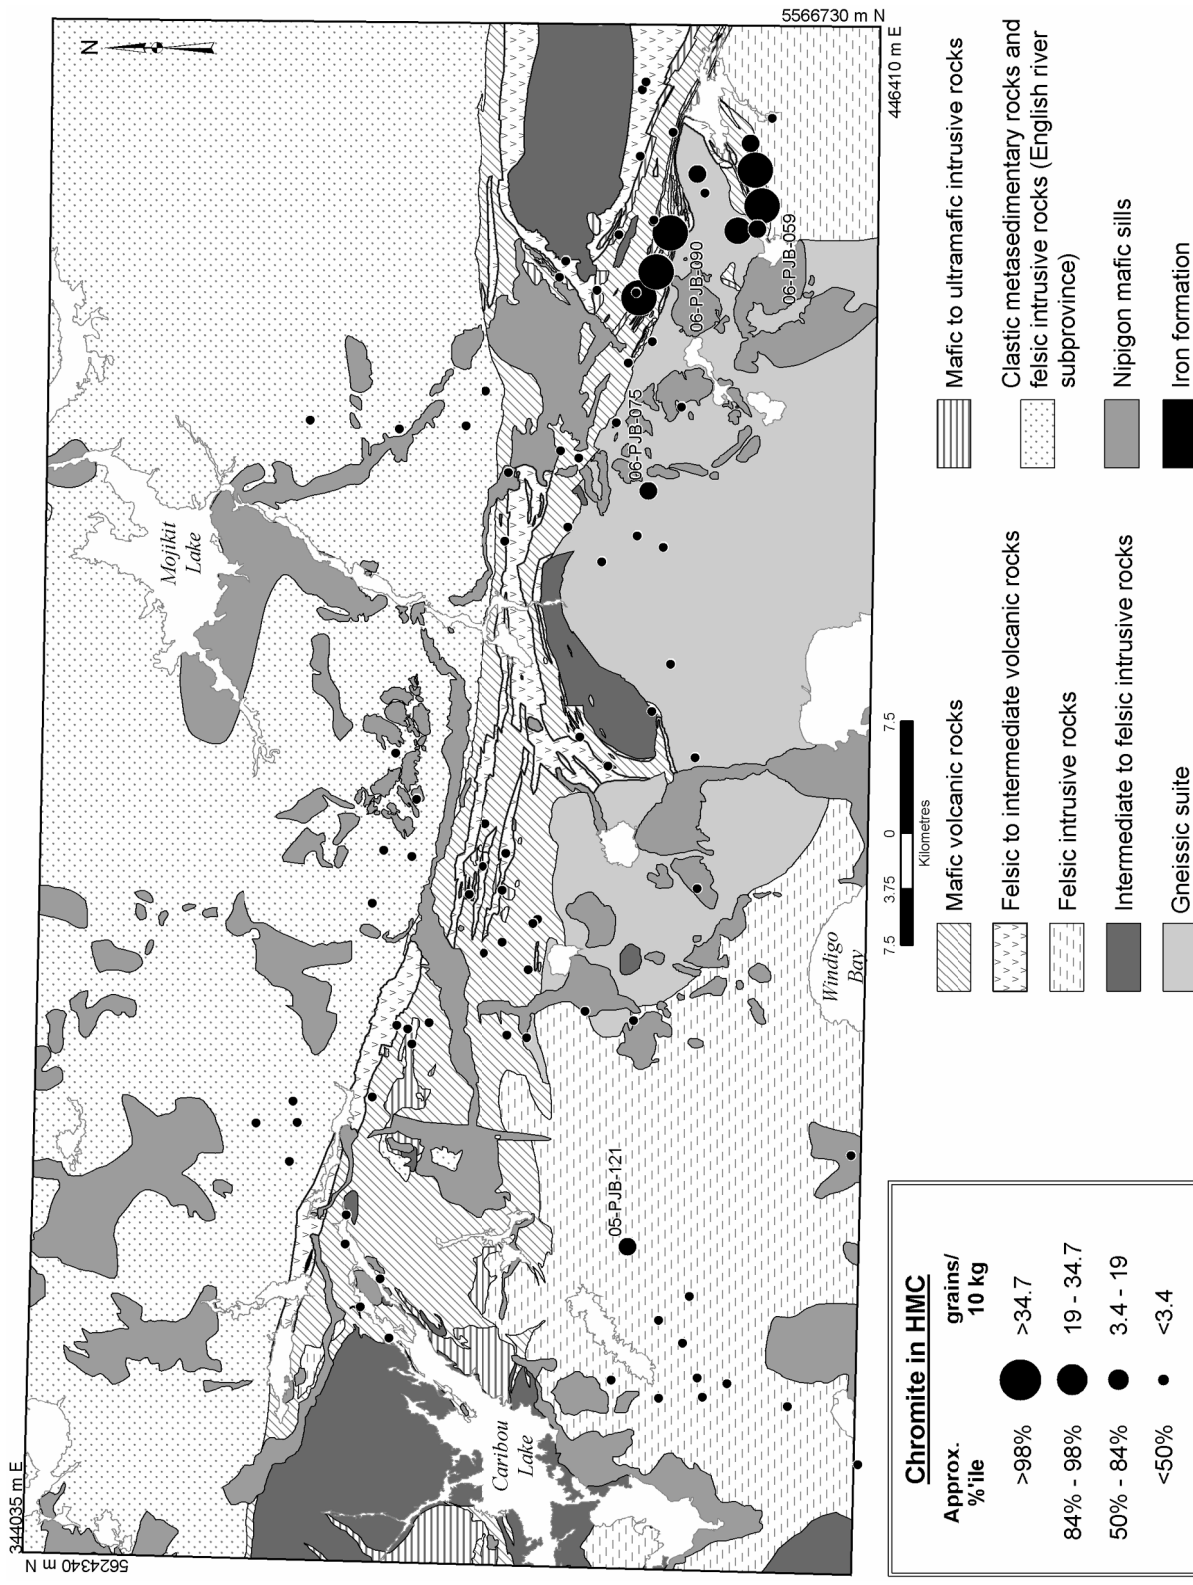 344035 m E
5624340 m N
5566730 m N
446410 m E
N
Mojikit
Lake
Caribou
Lake
Windigo
Bay
05-PJB-121
06-PJB-075
06-PJB-090
06-PJB-059
7.5 3.75 0 7.5
Kilometres
Chromite in HMC
Approx. grains/
%'ile 10 kg
>98% >34.7
84% - 98% 19 - 34.7
50% - 84% 3.4 - 19
<50% <3.4
Mafic volcanic rocks
Felsic to intermediate volcanic rocks
Felsic intrusive rocks
Intermediate to felsic intrusive rocks
Gneissic suite
Mafic to ultramafic intrusive rocks
Clastic metasedimentary rocks and
felsic intrusive rocks (English river
subprovince)
Nipigon mafic sills
Iron formation